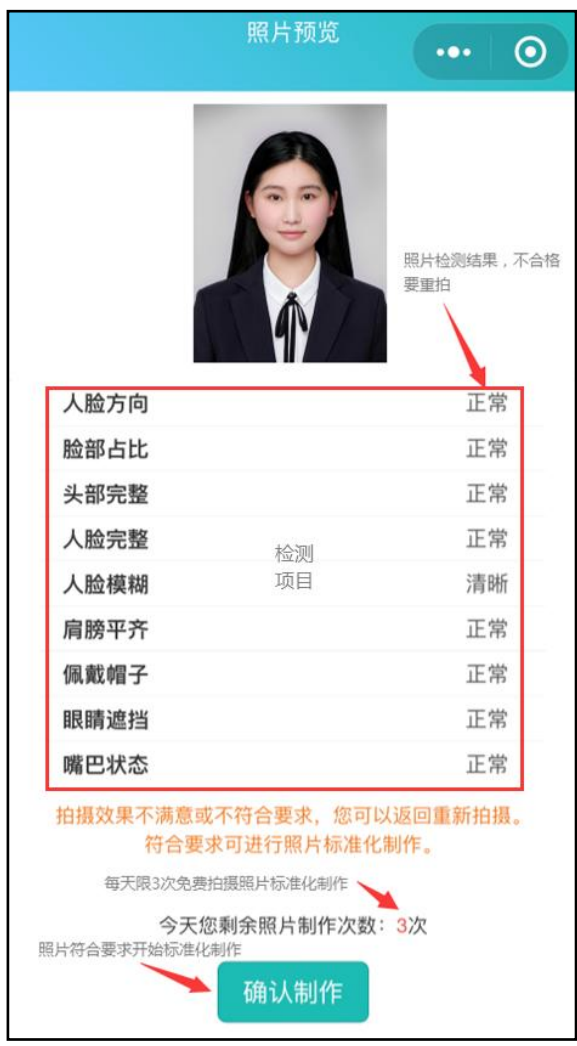 照片预览
照片检测结果，不合格
要重拍
人脸方向 正常
脸部占比 正常
头部完整 正常
人脸完整 正常
检测
项目
人脸模糊 清晰
肩膀平齐 正常
佩戴帽子 正常
眼睛遮挡 正常
嘴巴状态 正常
拍摄效果不满意或不符合要求，您可以返回重新拍摄。
符合要求可进行照片标准化制作。
每天限3次免费拍摄照片标准化制作
今天您剩余照片制作次数：3次
照片符合要求开始标准化制作
确认制作